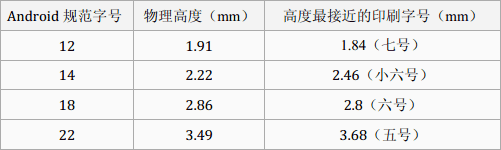 Android 规范字号 物理高度（mm） 高度最接近的印刷字号（mm）
12 1.91 1.84（七号）
14 2.22 2.46（小六号）
18 2.86 2.8（六号）
22 3.49 3.68（五号）